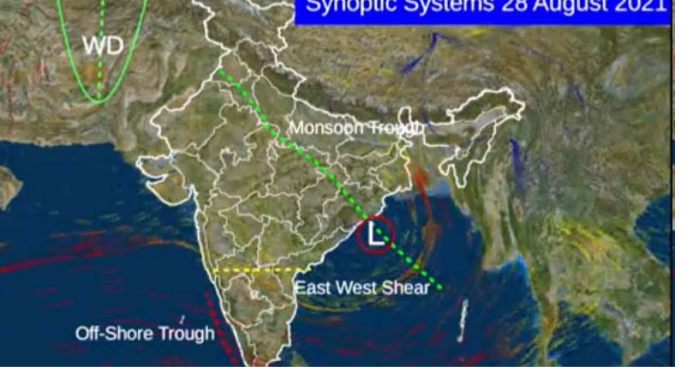 Synoptic Systems 28 August 2021
WD
Monsoon Trough
L
East West Shear
Off-Shore Trough